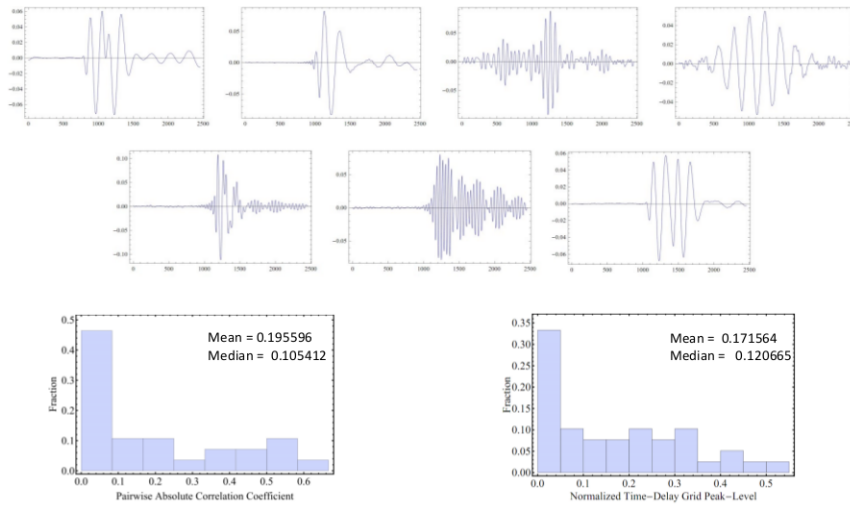 0.06
0.04
0.02
0.00
−0.02
−0.04
−0.06
0 500 1000 1500 2000 2500
0.05
0.00
−0.05
0 500 1000 1500 2000 2500
0.05
0.00
−0.05
0 500 1000 1500 2000 2500
0.04
0.02
0.00
−0.02
−0.04
0 500 1000 1500 2000
0.10
0.05
0.00
−0.05
−0.10
0 500 1000 1500 2000 2500
0.05
0.00
−0.05
0 500 1000 1500 2000 2500
0.06
0.04
0.02
0.00
−0.02
−0.04
−0.06
0 500 1000 1500 2000 2500
0.5
0.4
0.3
0.2
0.1
0.0
Fraction
Mean = 0.195596
Median = 0.105412
0.0 0.1 0.2 0.3 0.4 0.5 0.6
Pairwise Absolute Correlation Coefficient
0.35
0.30
0.25
0.20
0.15
0.10
0.05
0.00
Fraction
Mean = 0.171564
Median = 0.120665
0.0 0.1 0.2 0.3 0.4 0.5
Normalized Time−Delay Grid Peak−Level